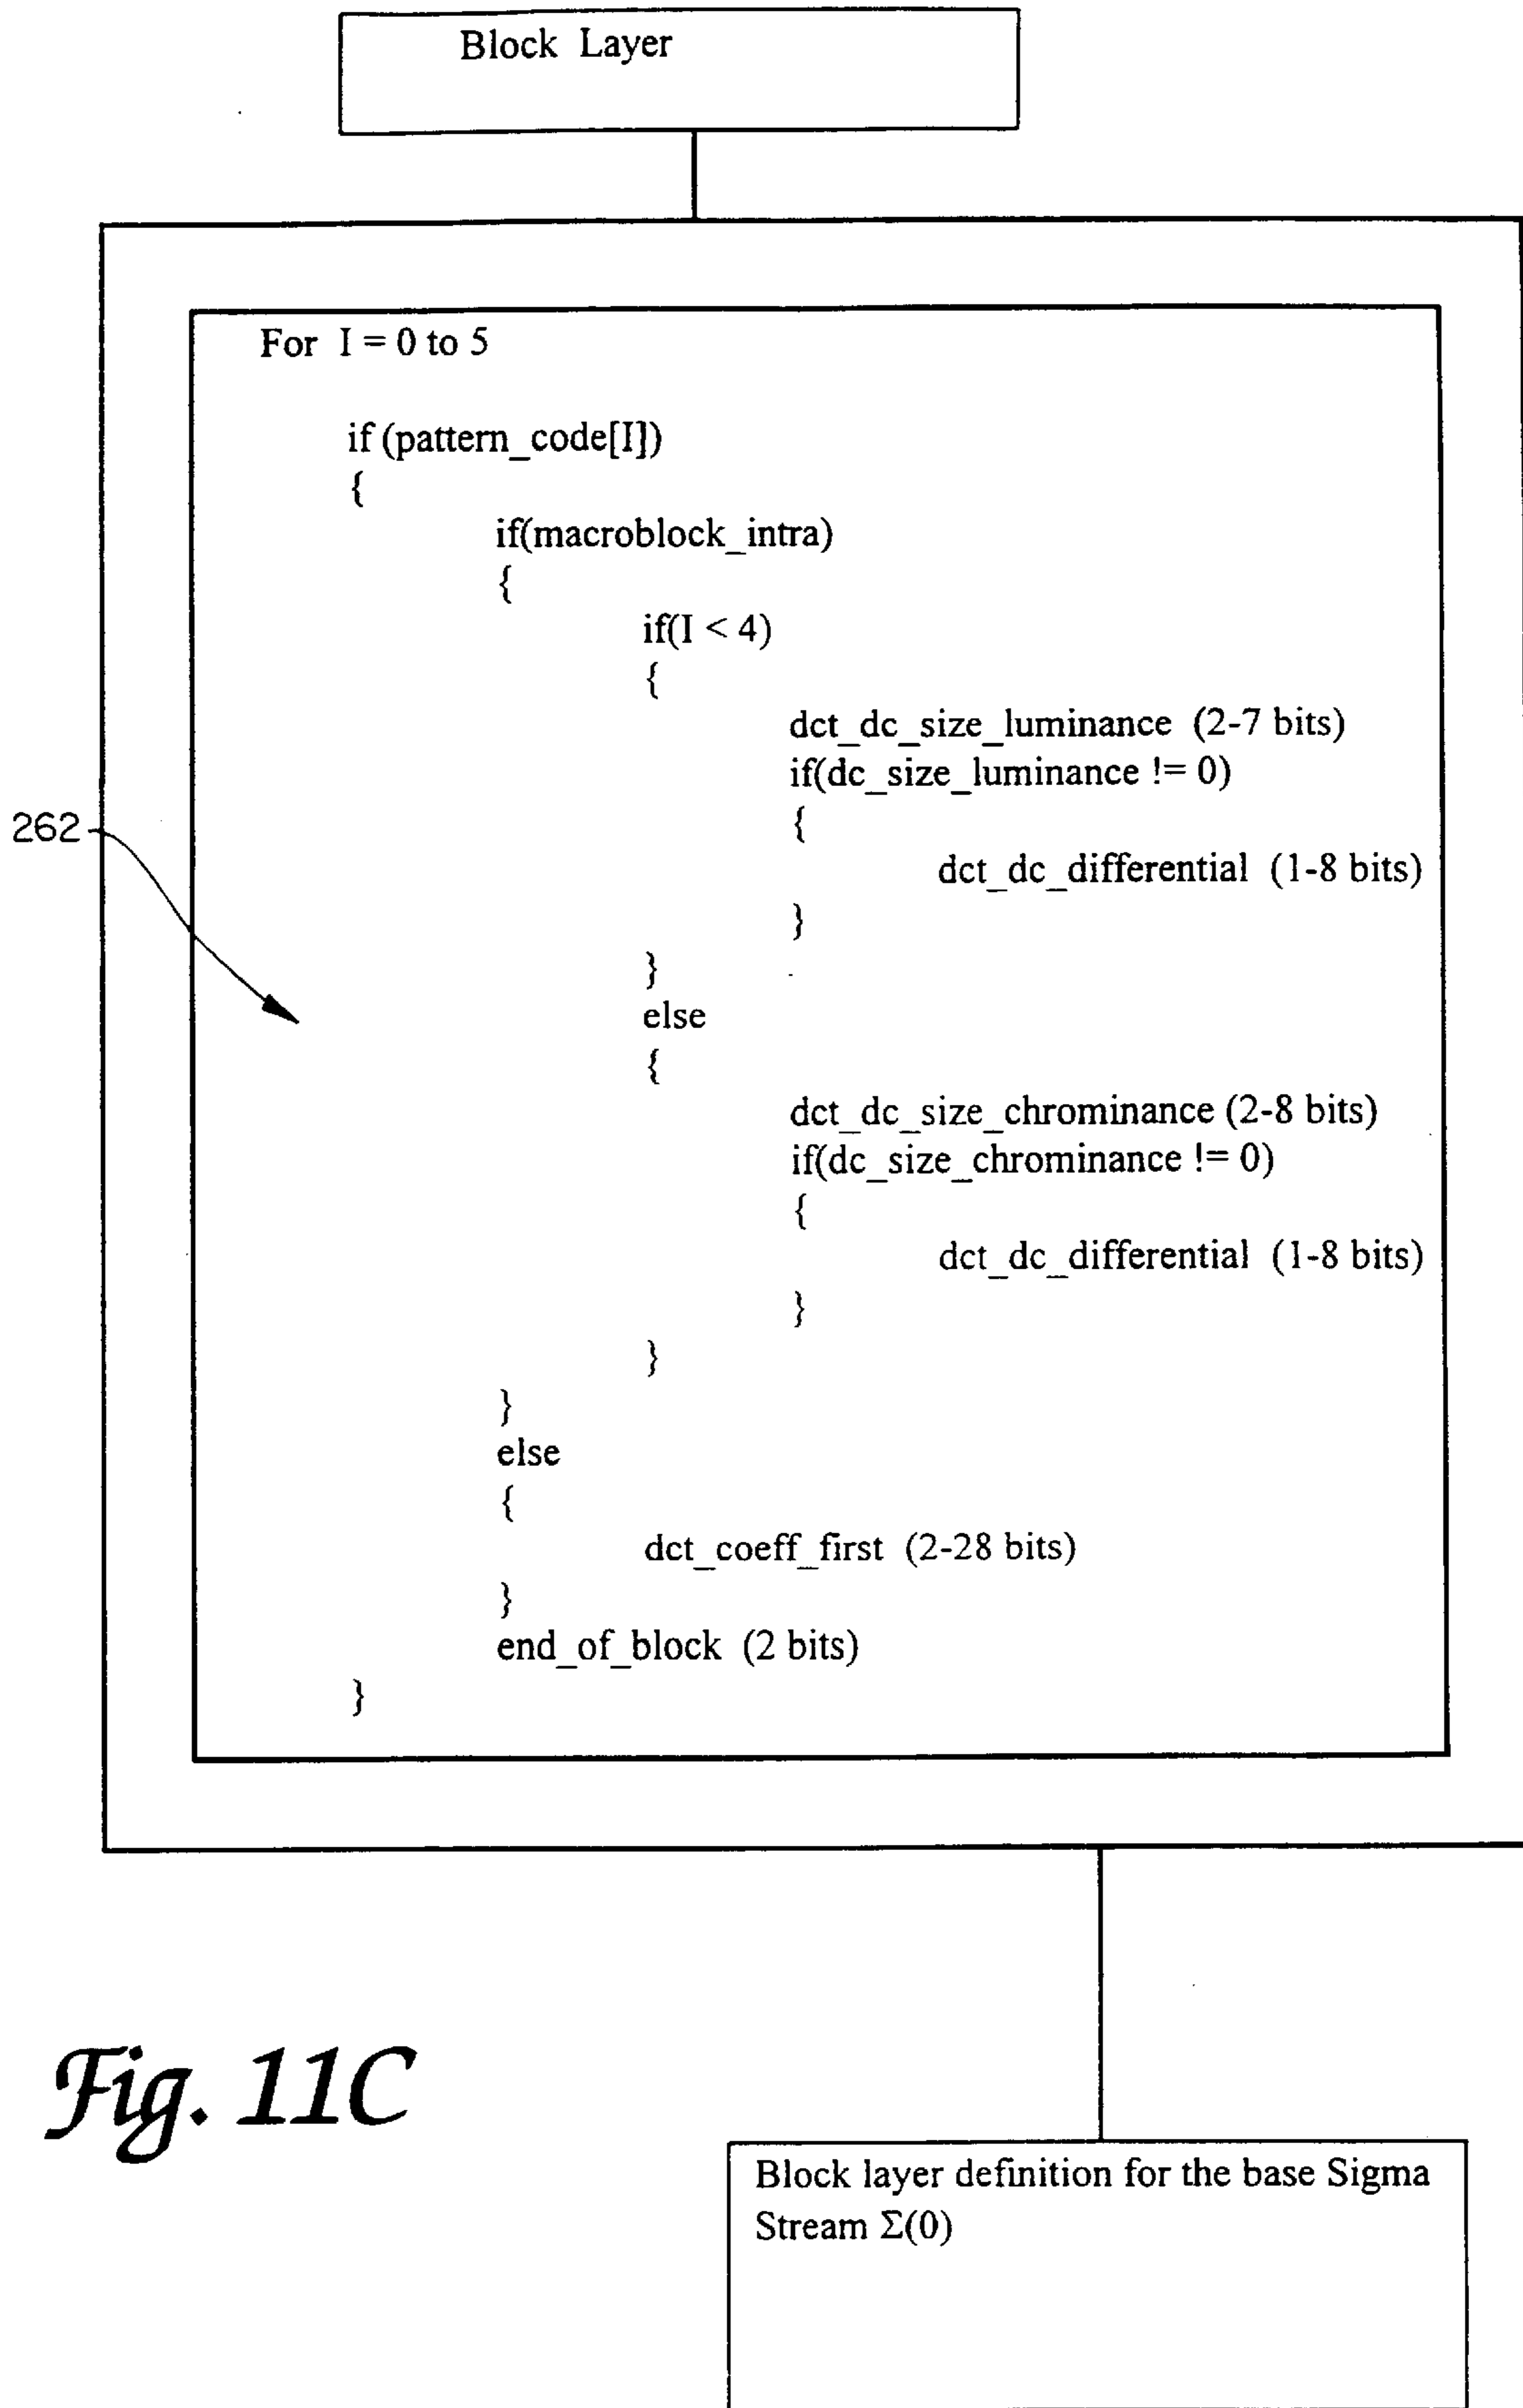 Block Layer
For I = 0 to 5
if (pattern_code[I])
{
if(macroblock_intra)
{
if(I < 4)
{
dct_dc_size_luminance (2-7 bits)
if(dc_size_luminance != 0)
{
dct_dc_differential (1-8 bits)
}
}
else
{
dct_dc_size_chrominance (2-8 bits)
if(dc_size_chrominance != 0)
{
dct_dc_differential (1-8 bits)
}
}
}
else
{
dct_coeff_first (2-28 bits)
}
end_of_block (2 bits)
}
262
Fig. 11C
Block layer definition for the base Sigma
Stream Σ(0)